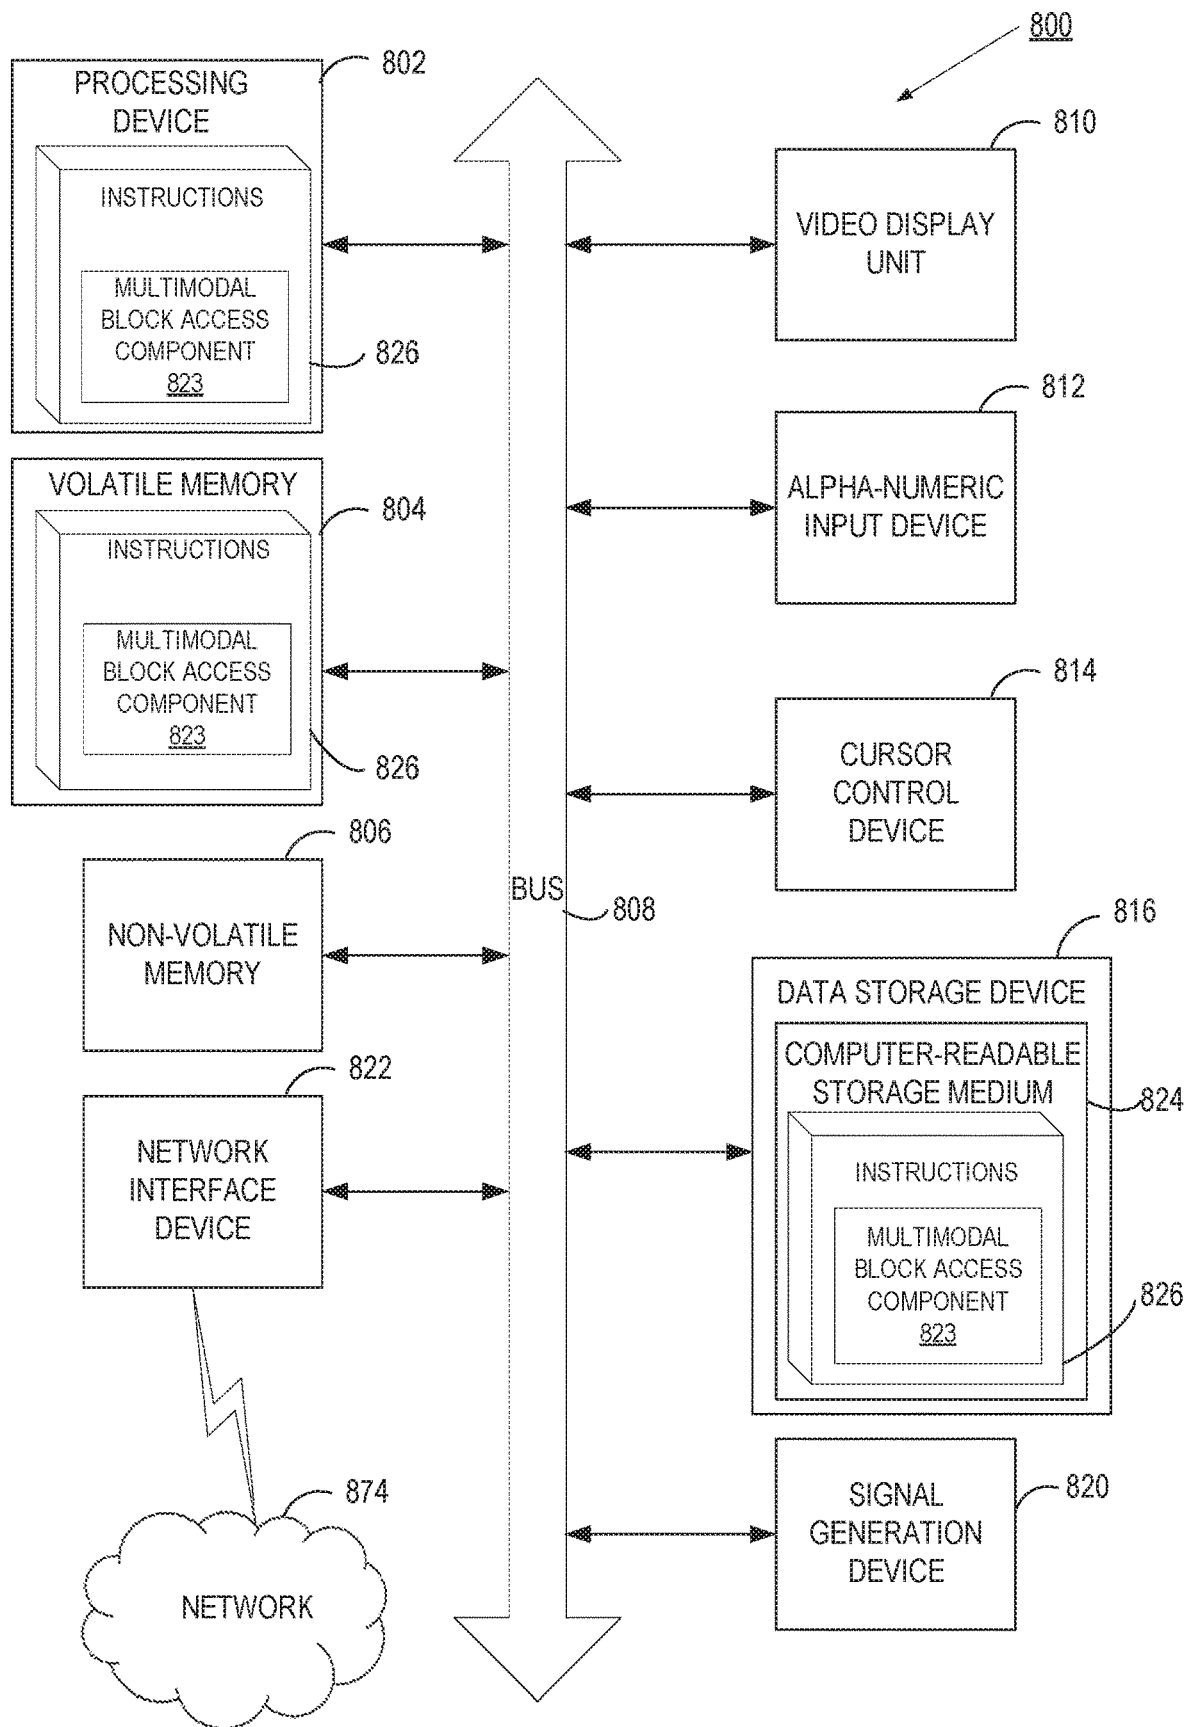 800
802
PROCESSING
DEVICE
INSTRUCTIONS
MULTIMODAL
BLOCK ACCESS
COMPONENT
823
826
VOLATILE MEMORY
804
INSTRUCTIONS
MULTIMODAL
BLOCK ACCESS
COMPONENT
823
826
806
NON-VOLATILE
MEMORY
822
NETWORK
INTERFACE
DEVICE
874
NETWORK
BUS
808
810
VIDEO DISPLAY
UNIT
812
ALPHA-NUMERIC
INPUT DEVICE
814
CURSOR
CONTROL
DEVICE
816
DATA STORAGE DEVICE
COMPUTER-READABLE
STORAGE MEDIUM
824
INSTRUCTIONS
MULTIMODAL
BLOCK ACCESS
COMPONENT
823
826
820
SIGNAL
GENERATION
DEVICE